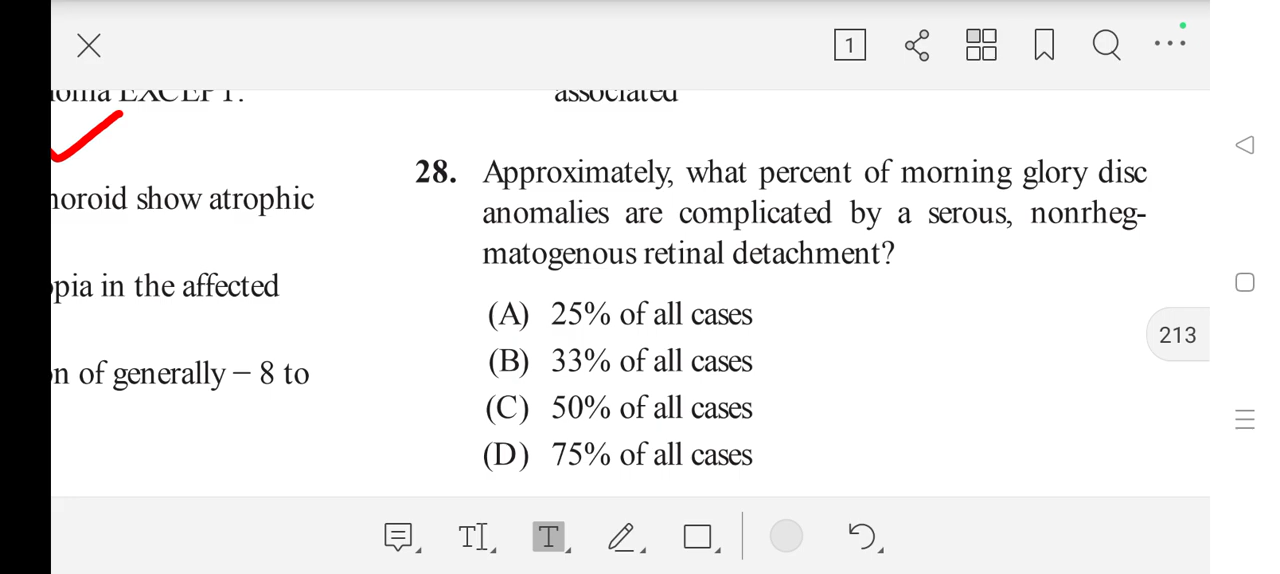 1
EXCEPT:
associated
show atrophic
in the affected
of generally – 8 to
28. Approximately, what percent of morning glory disc
anomalies are complicated by a serous, nonrheg-
matogenous retinal detachment?
(A) 25% of all cases
(B) 33% of all cases
(C) 50% of all cases
(D) 75% of all cases
213
TI
T